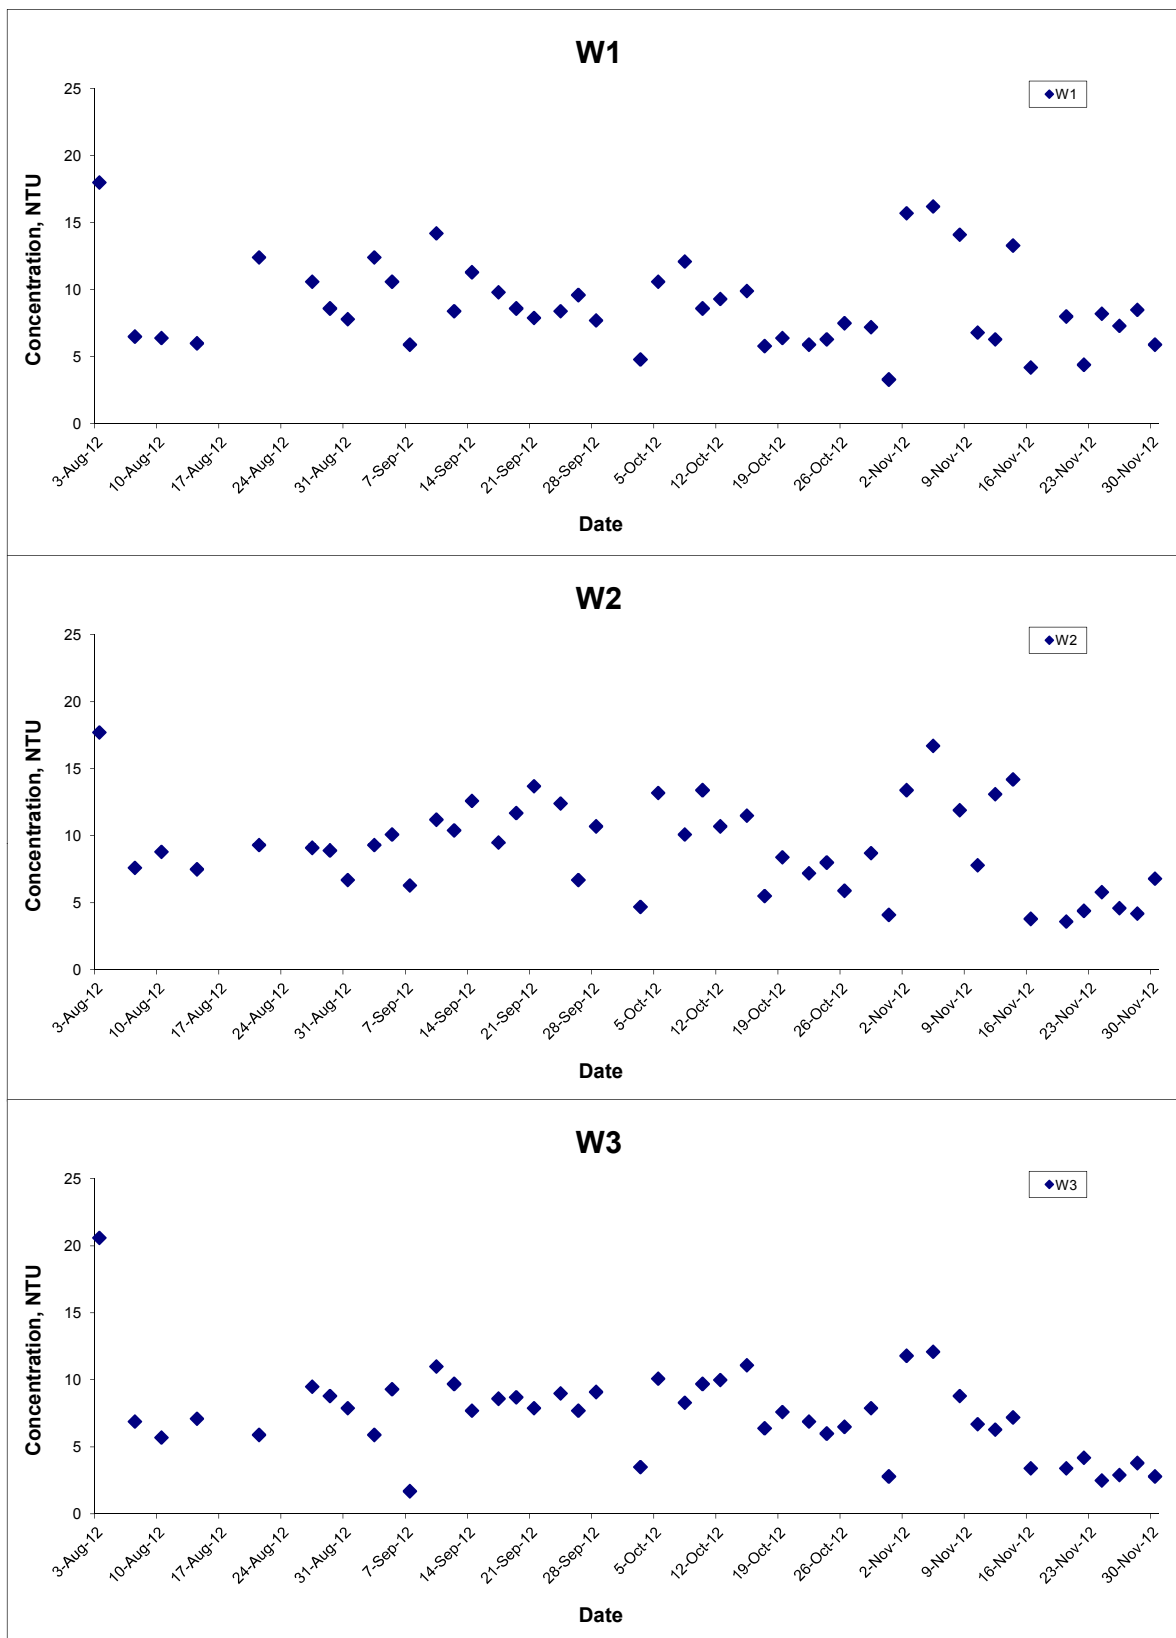 W1
W1
25
20
15
10
5
0
Concentration, NTU
3-Aug-12
10-Aug-12
17-Aug-12
24-Aug-12
31-Aug-12
7-Sep-12
14-Sep-12
21-Sep-12
28-Sep-12
5-Oct-12
12-Oct-12
19-Oct-12
26-Oct-12
2-Nov-12
9-Nov-12
16-Nov-12
23-Nov-12
30-Nov-12
Date
W2
W2
25
20
15
10
5
0
Concentration, NTU
3-Aug-12
10-Aug-12
17-Aug-12
24-Aug-12
31-Aug-12
7-Sep-12
14-Sep-12
21-Sep-12
28-Sep-12
5-Oct-12
12-Oct-12
19-Oct-12
26-Oct-12
2-Nov-12
9-Nov-12
16-Nov-12
23-Nov-12
30-Nov-12
Date
W3
W3
25
20
15
10
5
0
Concentration, NTU
3-Aug-12
10-Aug-12
17-Aug-12
24-Aug-12
31-Aug-12
7-Sep-12
14-Sep-12
21-Sep-12
28-Sep-12
5-Oct-12
12-Oct-12
19-Oct-12
26-Oct-12
2-Nov-12
9-Nov-12
16-Nov-12
23-Nov-12
30-Nov-12
Date